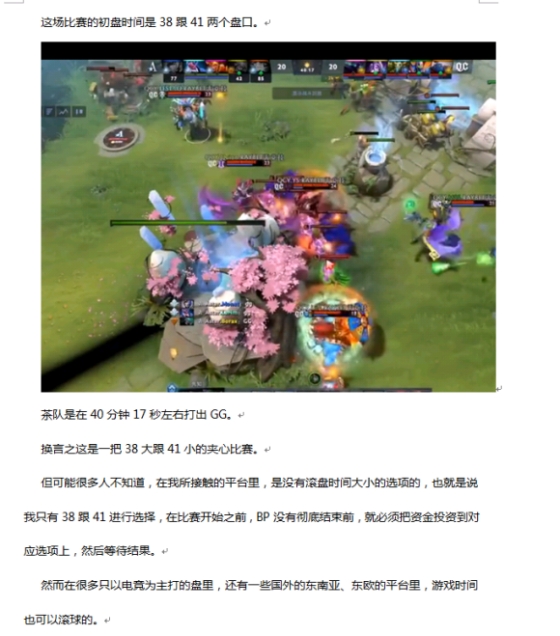 这场比赛的初盘时间是 38 跟 41 两个盘口。
77
20
40:17
20
QC
茶队是在 40 分钟 17 秒左右打出 GG。
换言之这是一把 38 大跟 41 小的夹心比赛。
但可能很多人不知道，在我所接触的平台里，是没有滚盘时间大小的选项的，也就是说
我只有 38 跟 41 进行选择，在比赛开始之前，BP 没有彻底结束前，就必须把资金投资到对
应选项上，然后等待结果。
然而在很多只以电竞为主打的盘里，还有一些国外的东南亚、东欧的平台里，游戏时间
也可以滚球的。